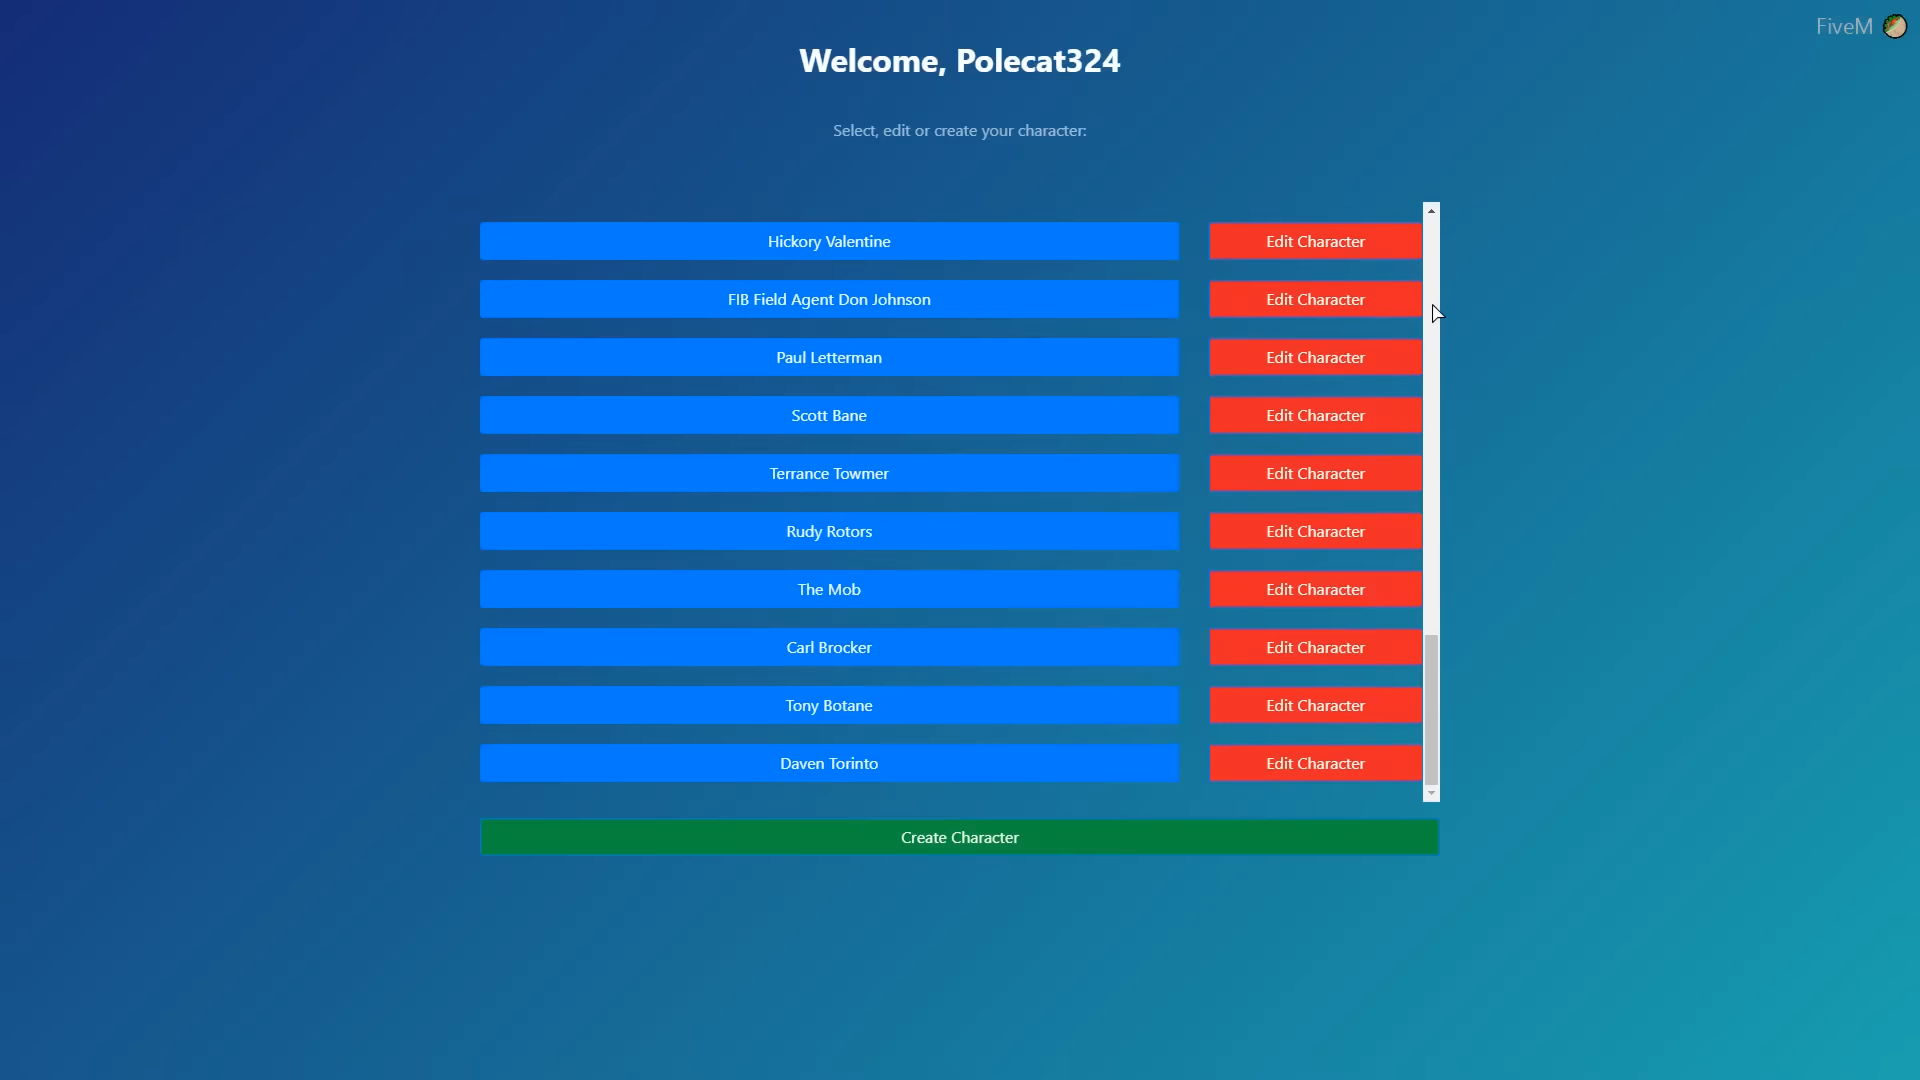 FiveM
Welcome, Polecat324
Select, edit or create your character:
Hickory Valentine Edit Character
FIB Field Agent Don Johnson Edit Character
Paul Letterman Edit Character
Scott Bane Edit Character
Terrance Towmer Edit Character
Rudy Rotors Edit Character
The Mob Edit Character
Carl Brocker Edit Character
Tony Botane Edit Character
Daven Torinto Edit Character
Create Character